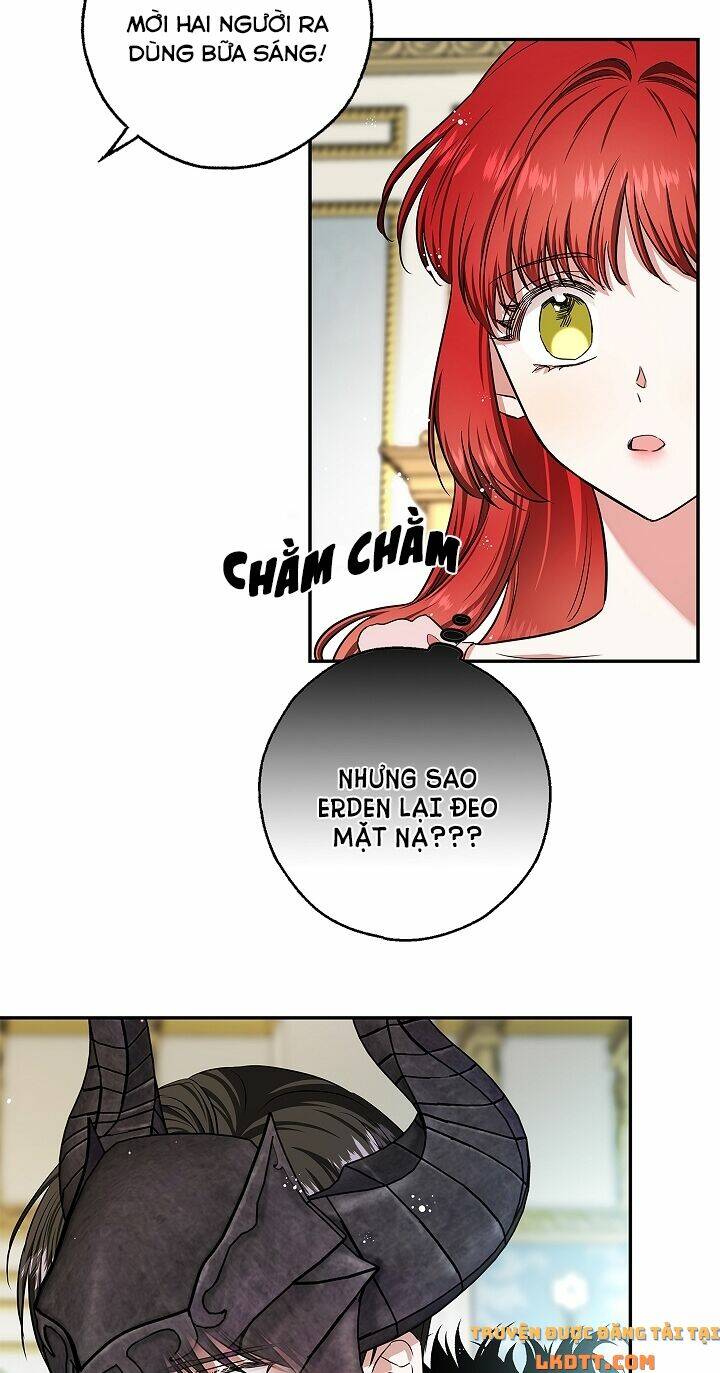 MỜI HAI NGƯỜI RA
DÙNG BỮA SÁNG!
CHẰM CHẰM
NHƯNG SAO
ERDEN LẠI ĐEO
MẶT NẠ???
TRUYỆN ĐƯỢC ĐĂNG TẢI TẠI
LKDTT.COM